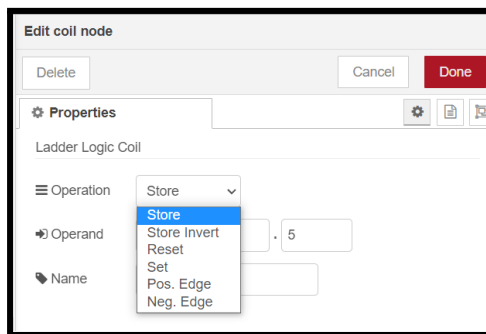 Edit coil node
Delete
Cancel
Done
Properties
Ladder Logic Coil
Operation
Store
Store
Store Invert
Reset
Set
Pos. Edge
Neg. Edge
Operand
. 5
Name